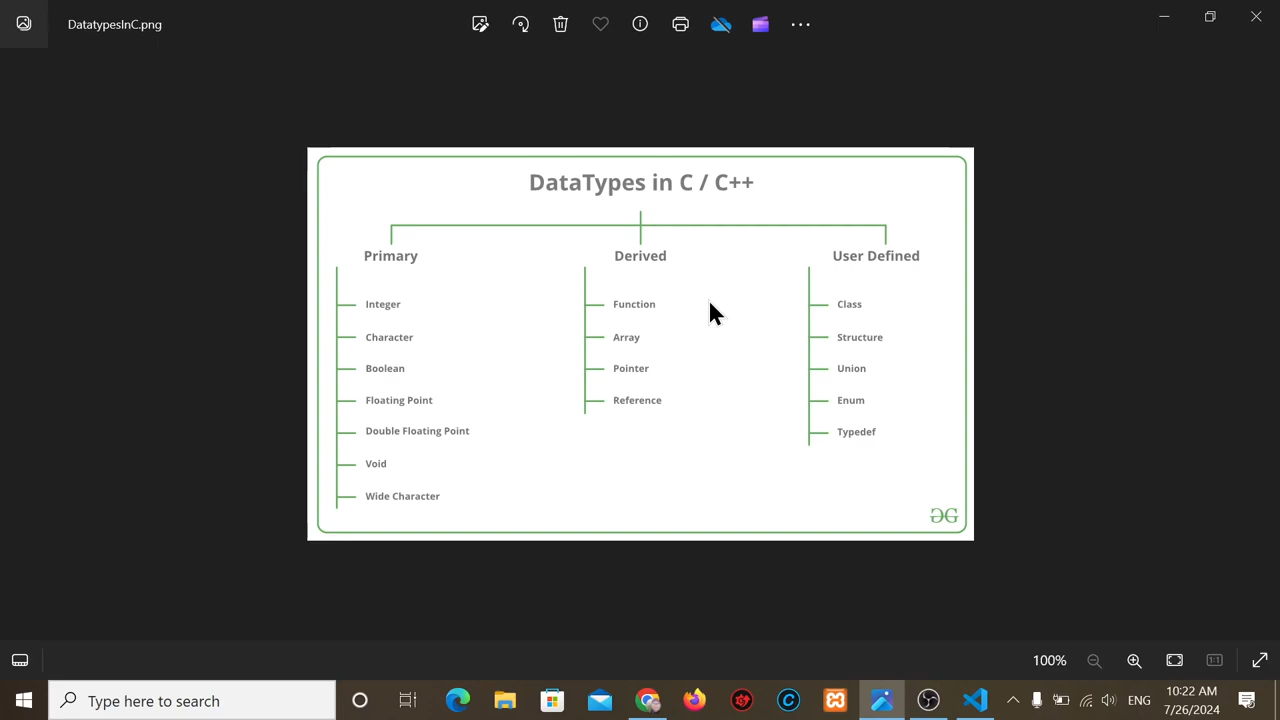 DatatypesInC.png
DataTypes in C / C++
Primary
Integer
Character
Boolean
Floating Point
Double Floating Point
Void
Wide Character
Derived
Function
Array
Pointer
Reference
User Defined
Class
Structure
Union
Enum
Typedef
100%
1:1
Type here to search
ENG
10:22 AM
7/26/2024